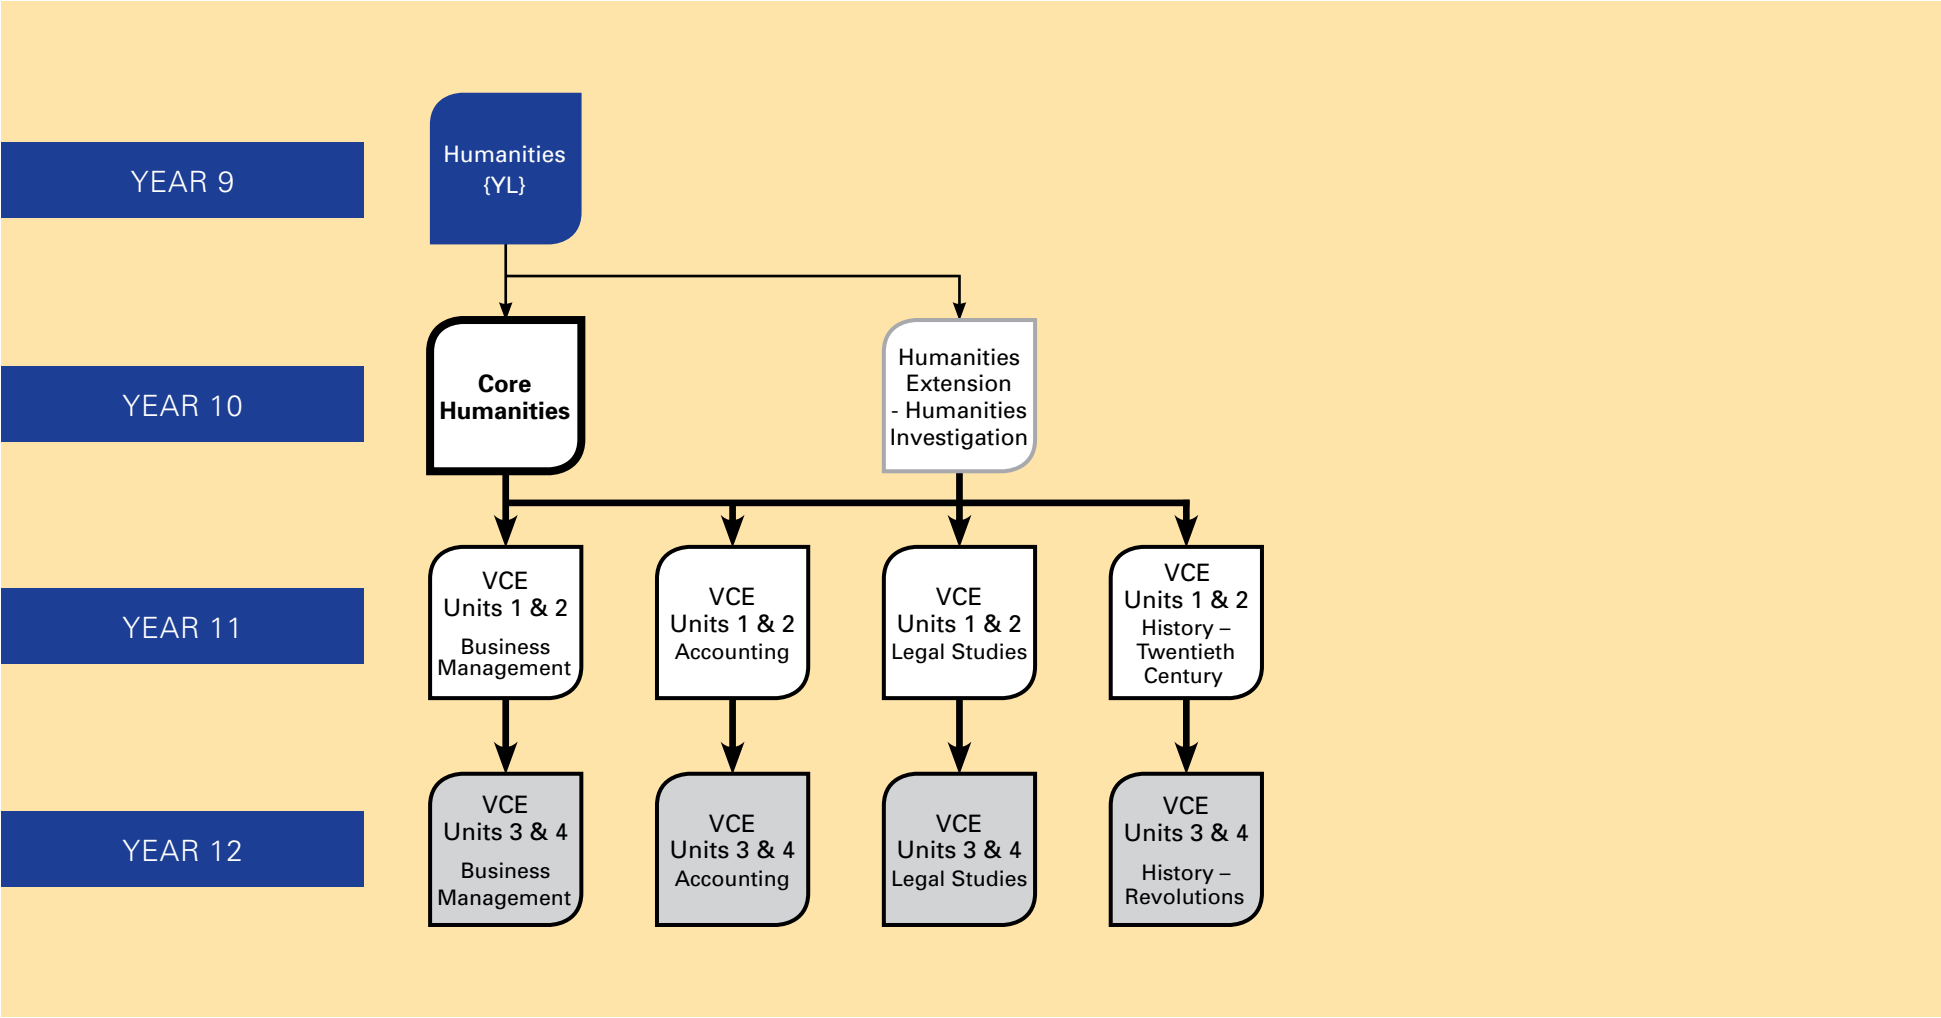 YEAR 9
Humanities
{YL}
YEAR 10
Core
Humanities
Humanities
Extension
- Humanities
Investigation
YEAR 11
VCE
Units 1 & 2
Business
Management
VCE
Units 1 & 2
Accounting
VCE
Units 1 & 2
Legal Studies
VCE
Units 1 & 2
History –
Twentieth
Century
YEAR 12
VCE
Units 3 & 4
Business
Management
VCE
Units 3 & 4
Accounting
VCE
Units 3 & 4
Legal Studies
VCE
Units 3 & 4
History –
Revolutions